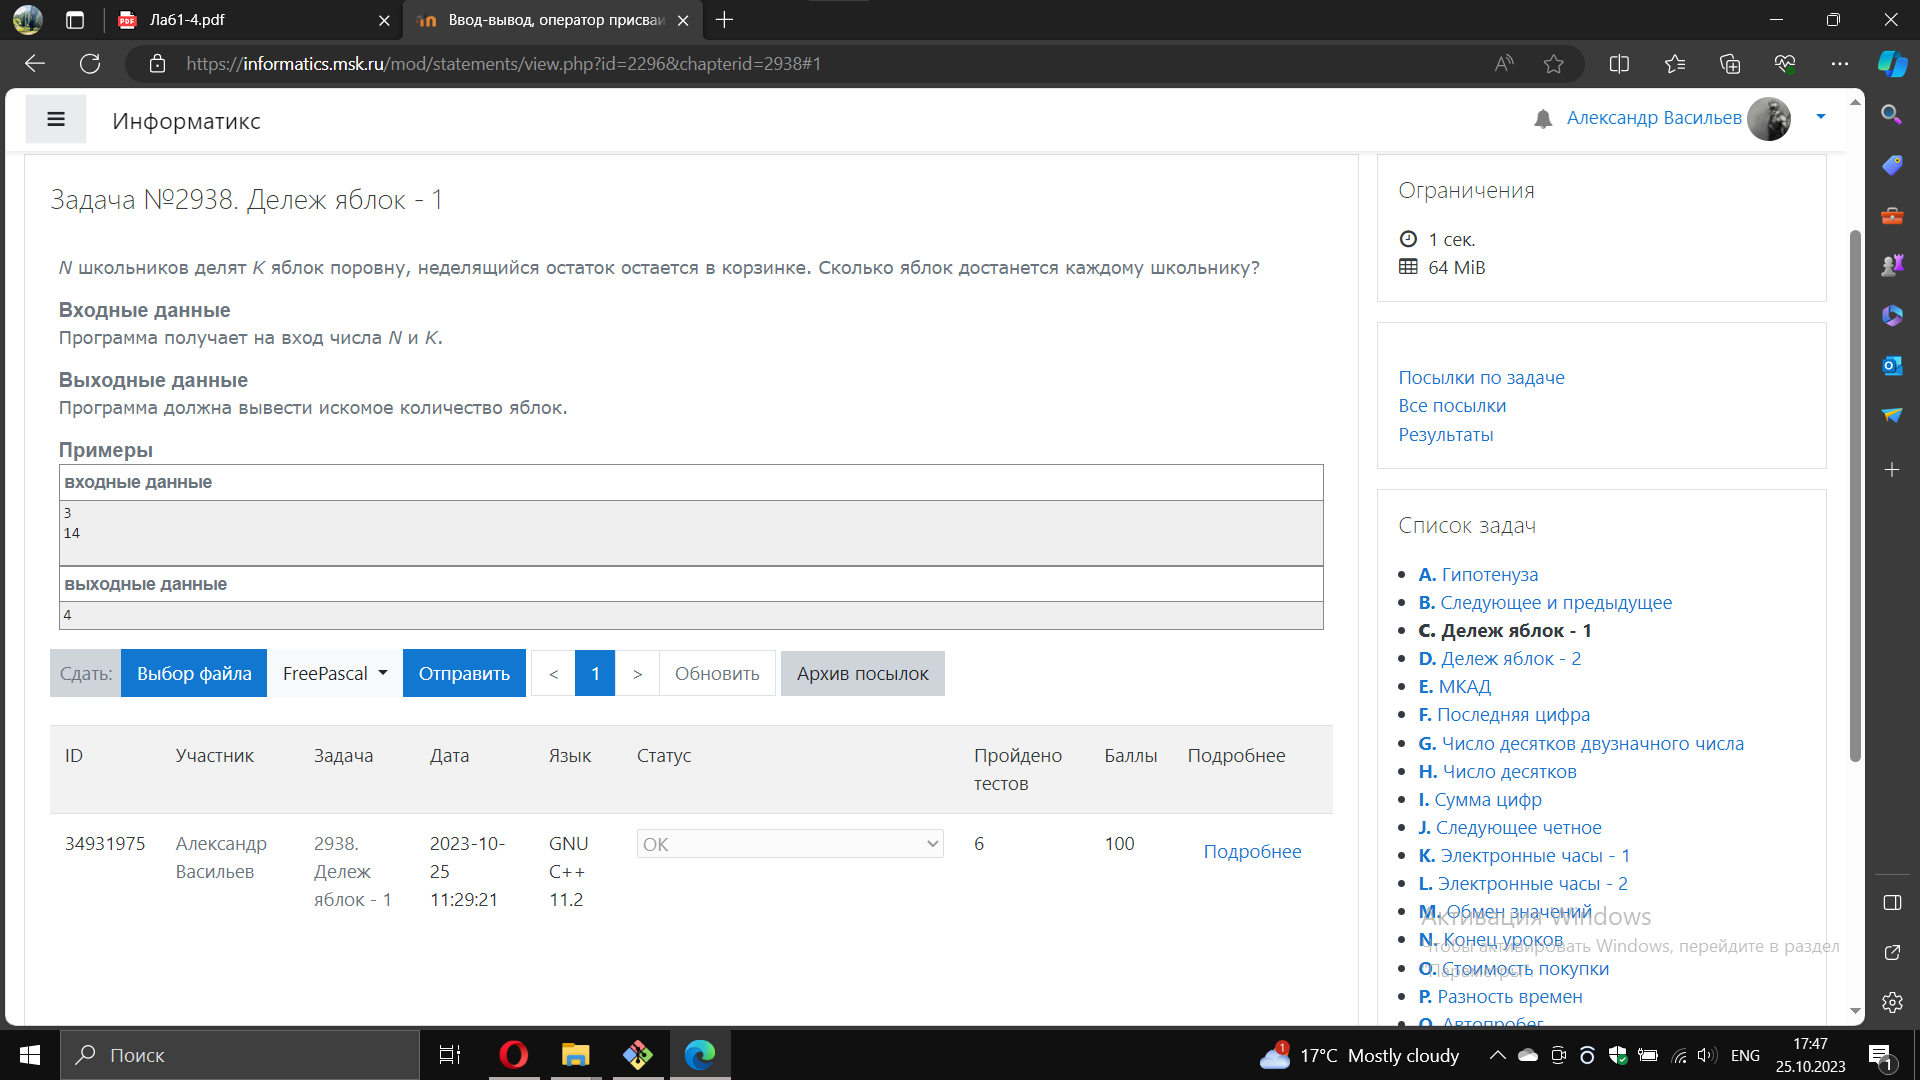 Ла61-4.pdf
Ввод-вывод, оператор присваи
https://informatics.msk.ru/mod/statements/view.php?id=2296&chapterid=2938#1
Информатикс
Александр Васильев
Задача №2938. Дележ яблок - 1
N школьников делят K яблок поровну, неделящийся остаток остается в корзинке. Сколько яблок достанется каждому школьнику?
Входные данные
Программа получает на вход числа N и K.
Выходные данные
Программа должна вывести искомое количество яблок.
Примеры
входные данные
3
14
выходные данные
4
Сдать: Выбор файла FreePascal Отправить < 1 > Обновить Архив посылок
ID Участник Задача Дата Язык Статус Пройдено тестов Баллы Подробнее
34931975 Александр Васильев 2938. Дележ яблок - 1 2023-10-25 11:29:21 GNU C++ 11.2 OK 6 100 Подробнее
Ограничения
1 сек.
64 MiB
Посылки по задаче
Все посылки
Результаты
Список задач
A. Гипотенуза
B. Следующее и предыдущее
C. Дележ яблок - 1
D. Дележ яблок - 2
E. МКАД
F. Последняя цифра
G. Число десятков двузначного числа
H. Число десятков
I. Сумма цифр
J. Следующее четное
K. Электронные часы - 1
L. Электронные часы - 2
M. Обмен значений
N. Конец уроков
O. Стоимость покупки
P. Разность времен
Q. Автопробег
Активация Windows
Чтобы активировать Windows, перейдите в раздел
"Параметры".
Поиск
1
17°C Mostly cloudy
ENG
17:47
25.10.2023
1